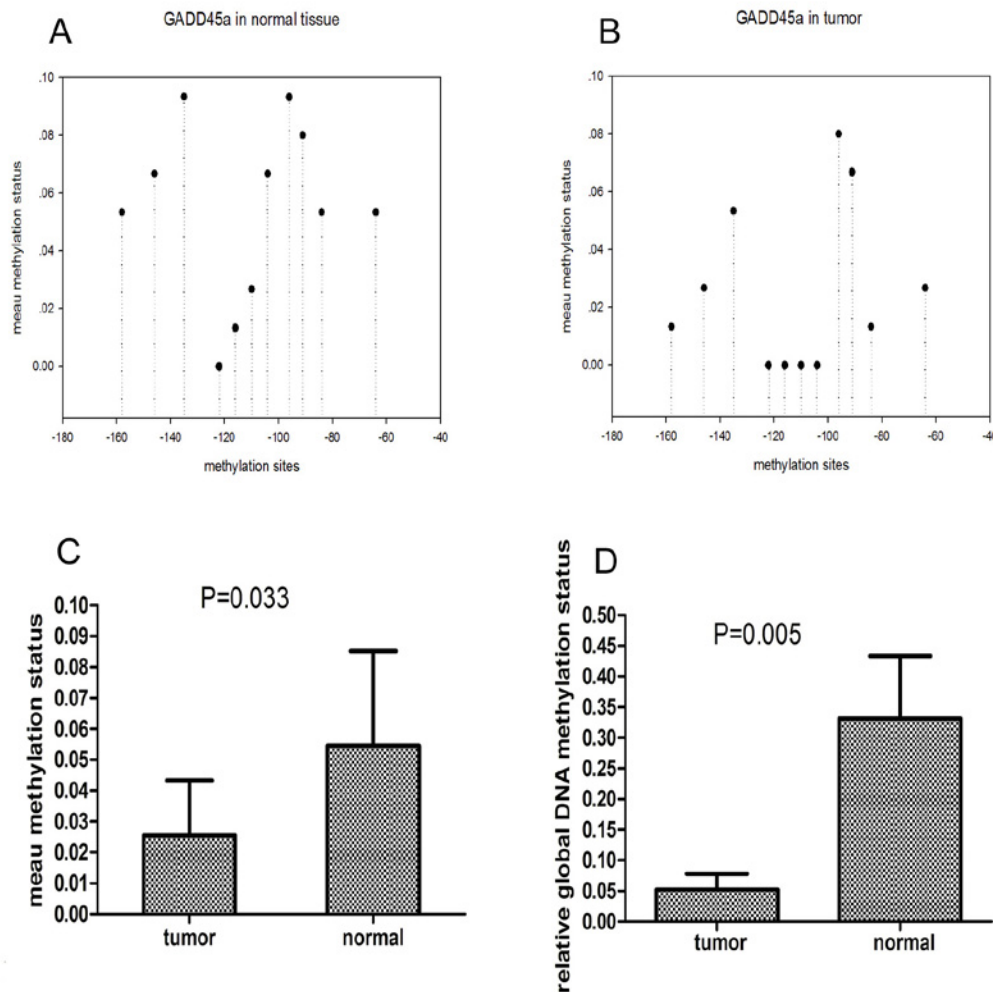 A
GADD45a in normal tissue
meau methylation status
.10
.08
.06
.04
.02
0.00
-180 -160 -140 -120 -100 -80 -60 -40
methylation sites
B
GADD45a in tumor
meau methylation status
.10
.08
.06
.04
.02
0.00
-180 -160 -140 -120 -100 -80 -60 -40
methylation sites
C
P=0.033
meau methylation status
0.10
0.09
0.08
0.07
0.06
0.05
0.04
0.03
0.02
0.01
0.00
tumor normal
D
P=0.005
relative global DNA methylation status
0.50
0.45
0.40
0.35
0.30
0.25
0.20
0.15
0.10
0.05
0.00
tumor normal